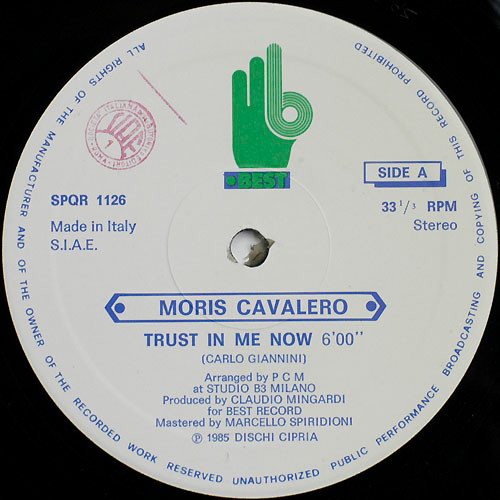 ALL RIGHTS OF THE MANUFACTURER AND OF THE OWNER OF THE RECORDED WORK RESERVED UNAUTHORIZED PUBLIC PERFORMANCE BROADCASTING AND COPYING OF THIS RECORD PROHIBITED
b
BEST
SIDE A
SPQR 1126
33 1/3 RPM
Made in Italy
Stereo
S.I.A.E.
MORIS CAVALERO
TRUST IN ME NOW 6'00"
(CARLO GIANNINI)
Arranged by P C M
at STUDIO B3 MILANO
Produced by CLAUDIO MINGARDI
for BEST RECORD
Mastered by MARCELLO SPIRIDIONI
℗ 1985 DISCHI CIPRIA